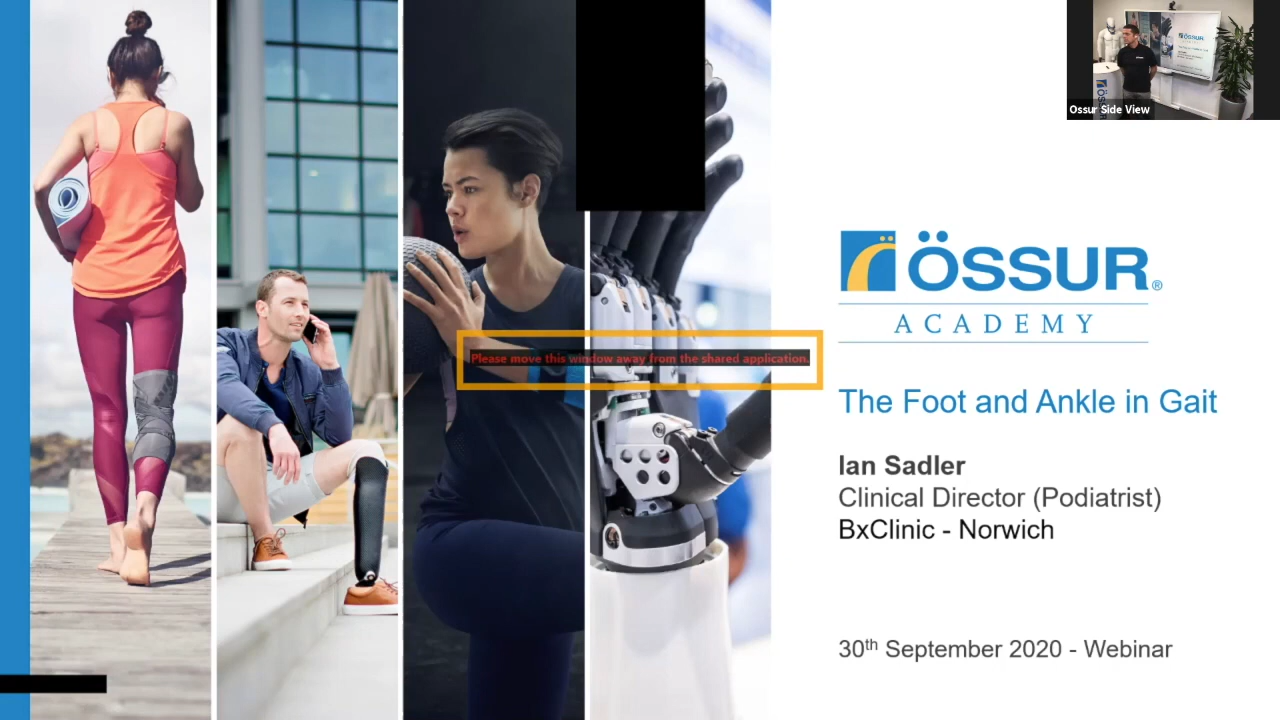 Ossur Side View
ÖSSUR®
ACADEMY
Please move this window away from the shared application.
The Foot and Ankle in Gait
Ian Sadler
Clinical Director (Podiatrist)
BxClinic - Norwich
30th September 2020 - Webinar